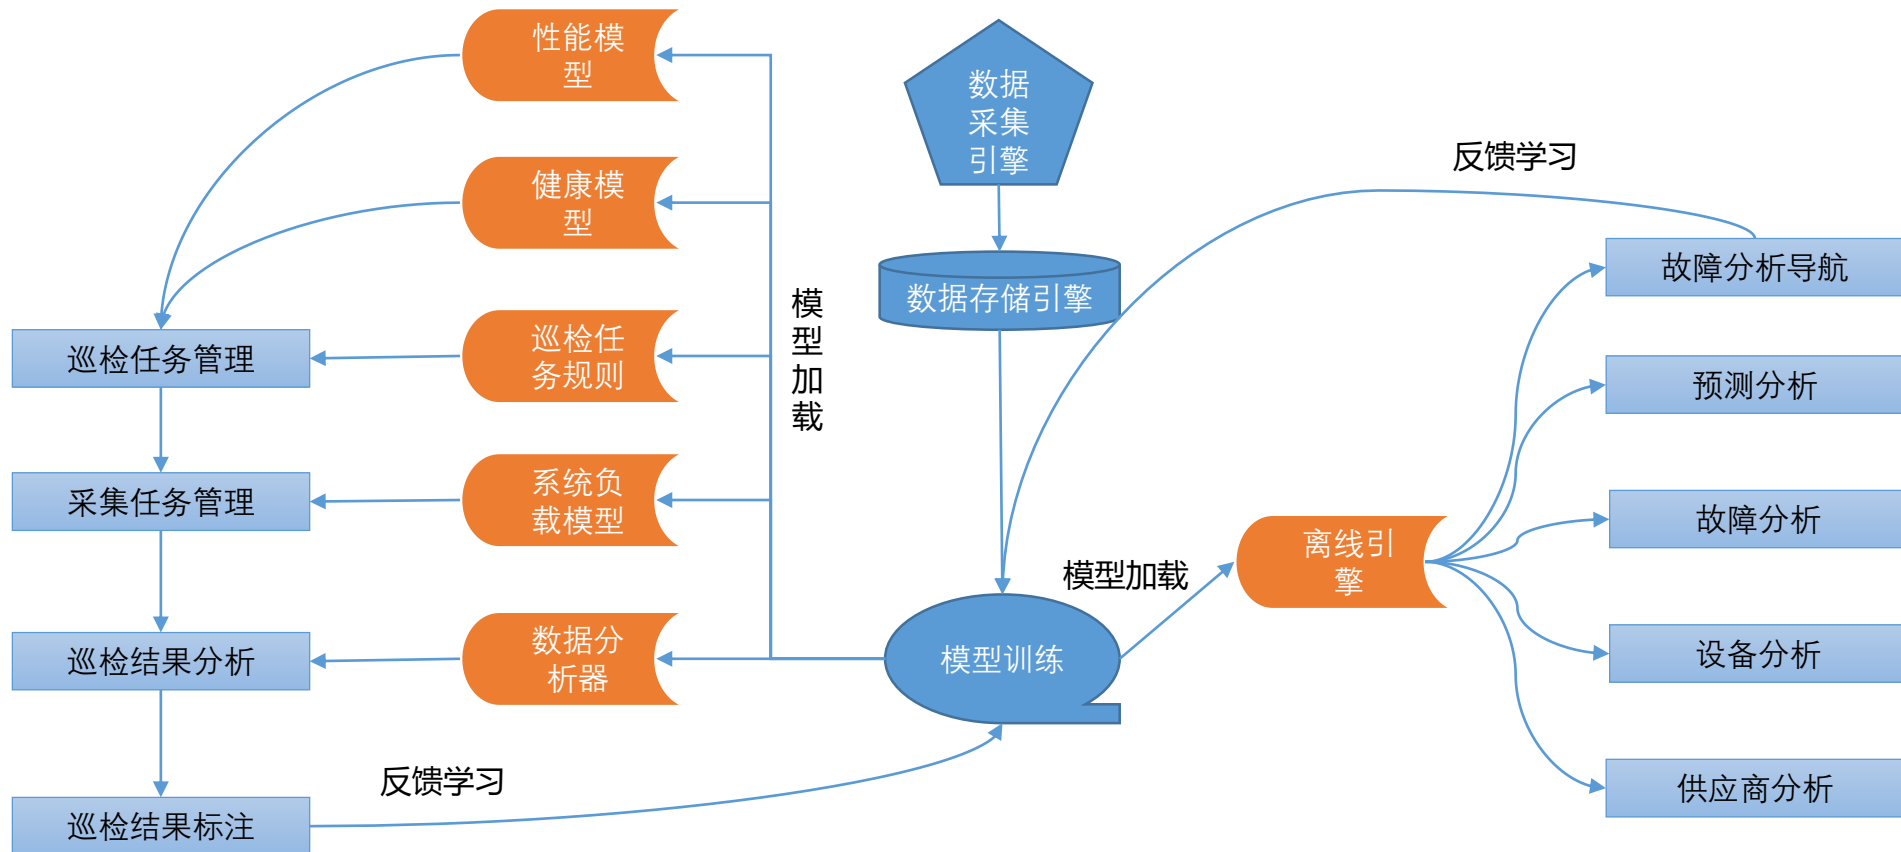 性能模
型
健康模
型
巡检任
务规则
系统负
载模型
数据分
析器
巡检任务管理
采集任务管理
巡检结果分析
巡检结果标注
反馈学习
模
型
加
载
数据
采集
引擎
数据存储引擎
模型训练
模型加载
离线引
擎
反馈学习
故障分析导航
预测分析
故障分析
设备分析
供应商分析